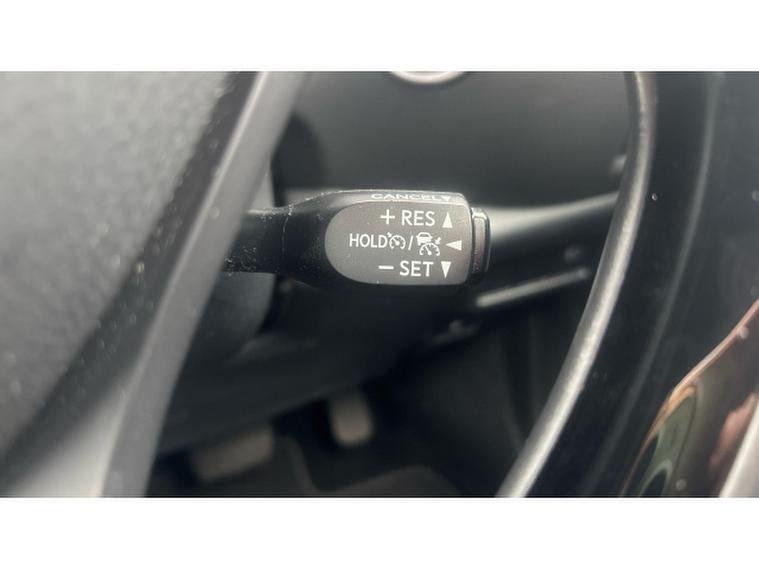 CANCEL ▼
+ RES ▲
HOLD /
− SET ▼